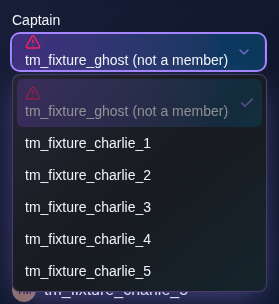 Captain
tm_fixture_ghost (not a member)
tm_fixture_ghost (not a member)
tm_fixture_charlie_1
tm_fixture_charlie_2
tm_fixture_charlie_3
tm_fixture_charlie_4
tm_fixture_charlie_5